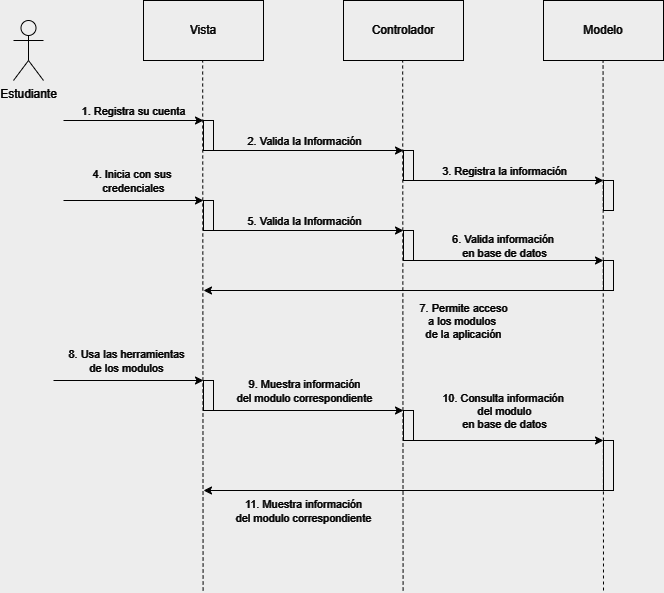 Vista
Controlador
Modelo
Estudiante
1. Registra su cuenta
2. Valida la Información
3. Registra la información
4. Inicia con sus
credenciales
5. Valida la Información
6. Valida información
en base de datos
7. Permite acceso
a los modulos
de la aplicación
8. Usa las herramientas
de los modulos
9. Muestra información
del modulo correspondiente
10. Consulta información
del modulo
en base de datos
11. Muestra información
del modulo correspondiente